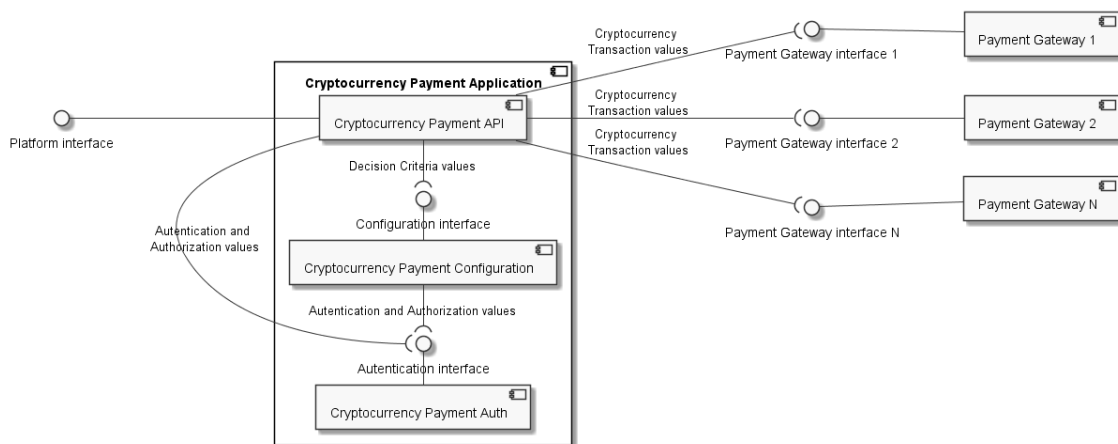 Cryptocurrency
Transaction values
Payment Gateway interface 1
Payment Gateway 1
Cryptocurrency Payment Application
Platform interface
Cryptocurrency Payment API
Cryptocurrency
Transaction values
Payment Gateway interface 2
Payment Gateway 2
Cryptocurrency
Transaction values
Payment Gateway interface N
Payment Gateway N
Decision Criteria values
Configuration interface
Autentication and
Authorization values
Cryptocurrency Payment Configuration
Autentication and Authorization values
Autentication interface
Cryptocurrency Payment Auth